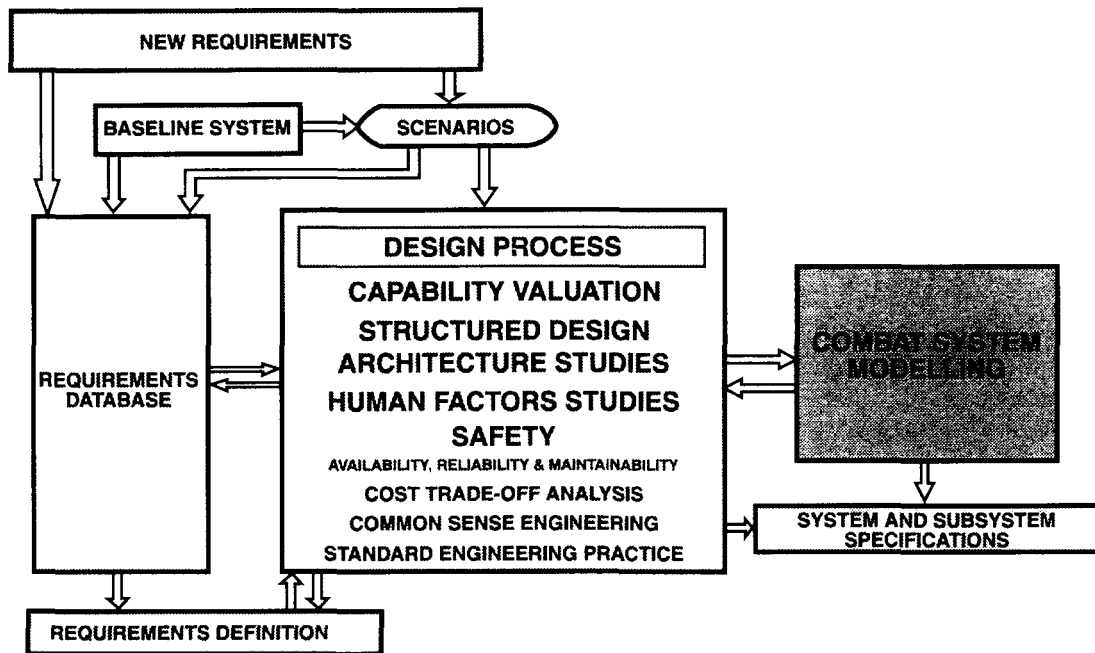 NEW REQUIREMENTS
BASELINE SYSTEM
SCENARIOS
REQUIREMENTS
DATABASE
DESIGN PROCESS
CAPABILITY VALUATION
STRUCTURED DESIGN
ARCHITECTURE STUDIES
HUMAN FACTORS STUDIES
SAFETY
AVAILABILITY, RELIABILITY & MAINTAINABILITY
COST TRADE-OFF ANALYSIS
COMMON SENSE ENGINEERING
STANDARD ENGINEERING PRACTICE
COMBAT SYSTEM
MODELLING
SYSTEM AND SUBSYSTEM
SPECIFICATIONS
REQUIREMENTS DEFINITION